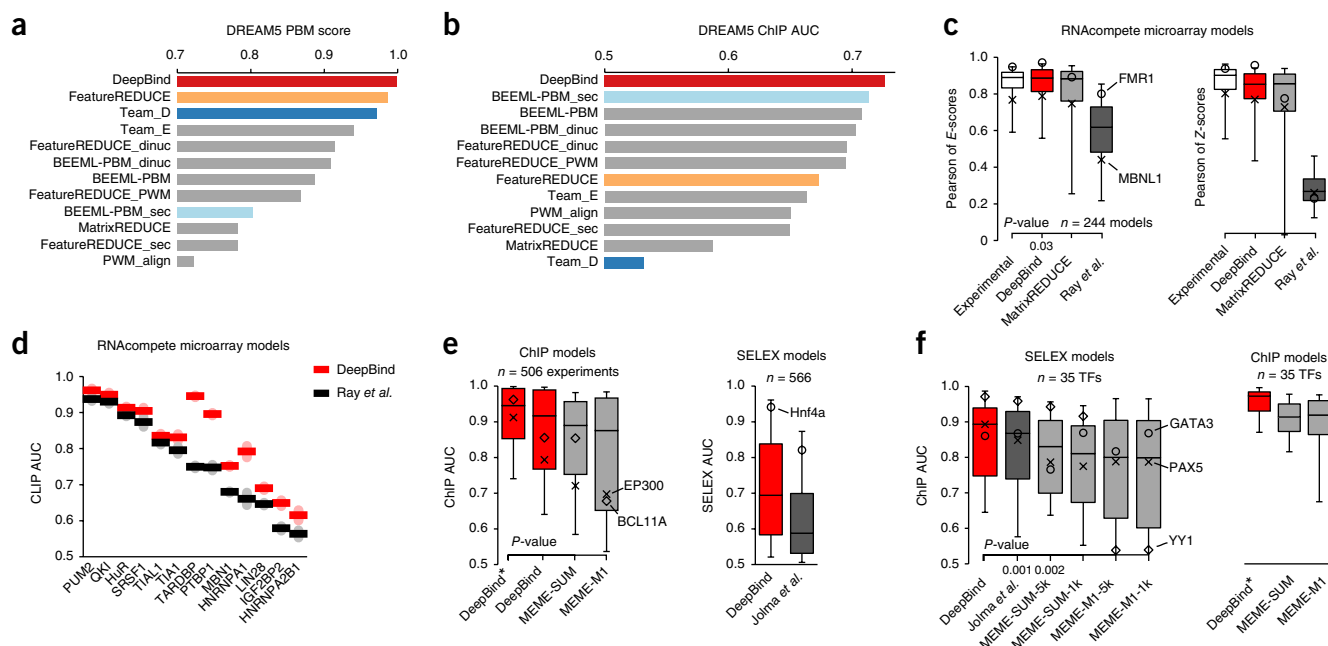 a
DREAM5 PBM score
0.7 0.8 0.9 1.0
DeepBind
FeatureREDUCE
Team_D
Team_E
FeatureREDUCE_dinuc
BEEML-PBM_dinuc
BEEML-PBM
FeatureREDUCE_PWM
BEEML-PBM_sec
MatrixREDUCE
FeatureREDUCE_sec
PWM_align
b
DREAM5 ChIP AUC
0.5 0.6 0.7
DeepBind
BEEML-PBM_sec
BEEML-PBM
BEEML-PBM_dinuc
FeatureREDUCE_dinuc
FeatureREDUCE_PWM
FeatureREDUCE
Team_E
PWM_align
FeatureREDUCE_sec
MatrixREDUCE
Team_D
c
RNAcompete microarray models
Pearson of E-scores
1.0
0.8
0.6
0.4
0.2
0
FMR1
MBNL1
P-value n = 244 models
0.03
Experimental
DeepBind
MatrixREDUCE
Ray et al.
Pearson of Z-scores
Experimental
DeepBind
MatrixREDUCE
Ray et al.
d
RNAcompete microarray models
DeepBind
Ray et al.
CLIP AUC
1.0
0.9
0.8
0.7
0.6
0.5
PUM2
QKI
HuR
SRSF1
TIAL1
TIA1
TARDBP
PTBP1
MBN1
HNRNPA1
LIN28
IGF2BP2
HNRNPA2B1
e
ChIP models
n = 506 experiments
ChIP AUC
1.0
0.9
0.8
0.7
0.6
0.5
EP300
BCL11A
P-value
DeepBind*
DeepBind
MEME-SUM
MEME-M1
SELEX models
n = 566
SELEX AUC
1.0
0.9
0.8
0.7
0.6
0.5
Hnf4a
DeepBind
Jolma et al.
f
SELEX models
n = 35 TFs
ChIP AUC
1.0
0.9
0.8
0.7
0.6
0.5
GATA3
PAX5
YY1
P-value
0.001 0.002
DeepBind
Jolma et al.
MEME-SUM-5k
MEME-SUM-1k
MEME-M1-5k
MEME-M1-1k
ChIP models
n = 35 TFs
DeepBind*
MEME-SUM
MEME-M1